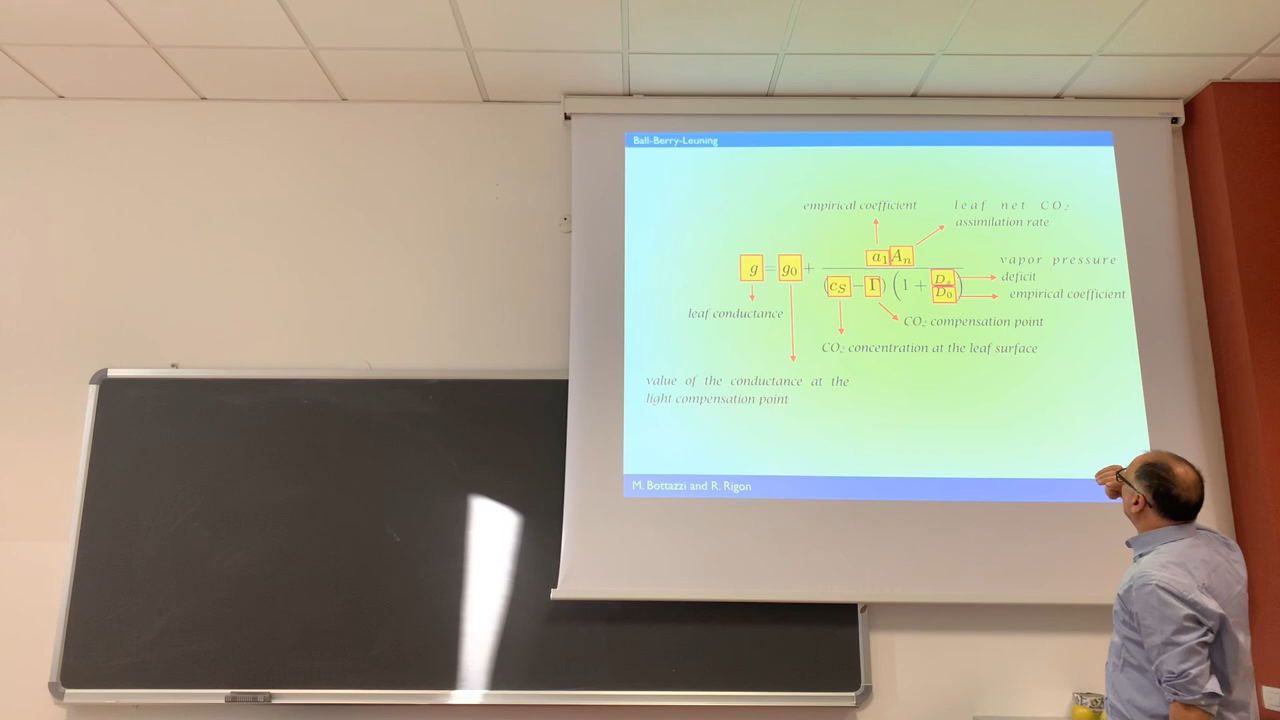 Ball-Berry-Leuning
empirical coefficient
leaf net CO₂
assimilation rate
g = g₀ + a₁Aₙ / (c_S − Γ) (1 + D_s/D₀)
vapor pressure
deficit
empirical coefficient
leaf conductance
CO₂ compensation point
CO₂ concentration at the leaf surface
value of the conductance at the
light compensation point
M. Bottazzi and R. Rigon